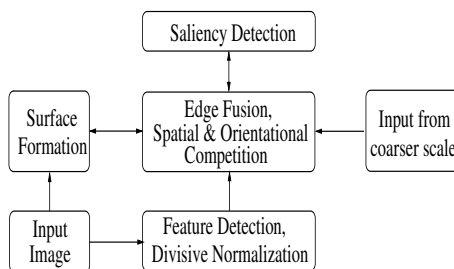 Saliency Detection
Surface
Formation
Edge Fusion,
Spatial & Orientational
Competition
Input from
coarser scale
Input
Image
Feature Detection,
Divisive Normalization